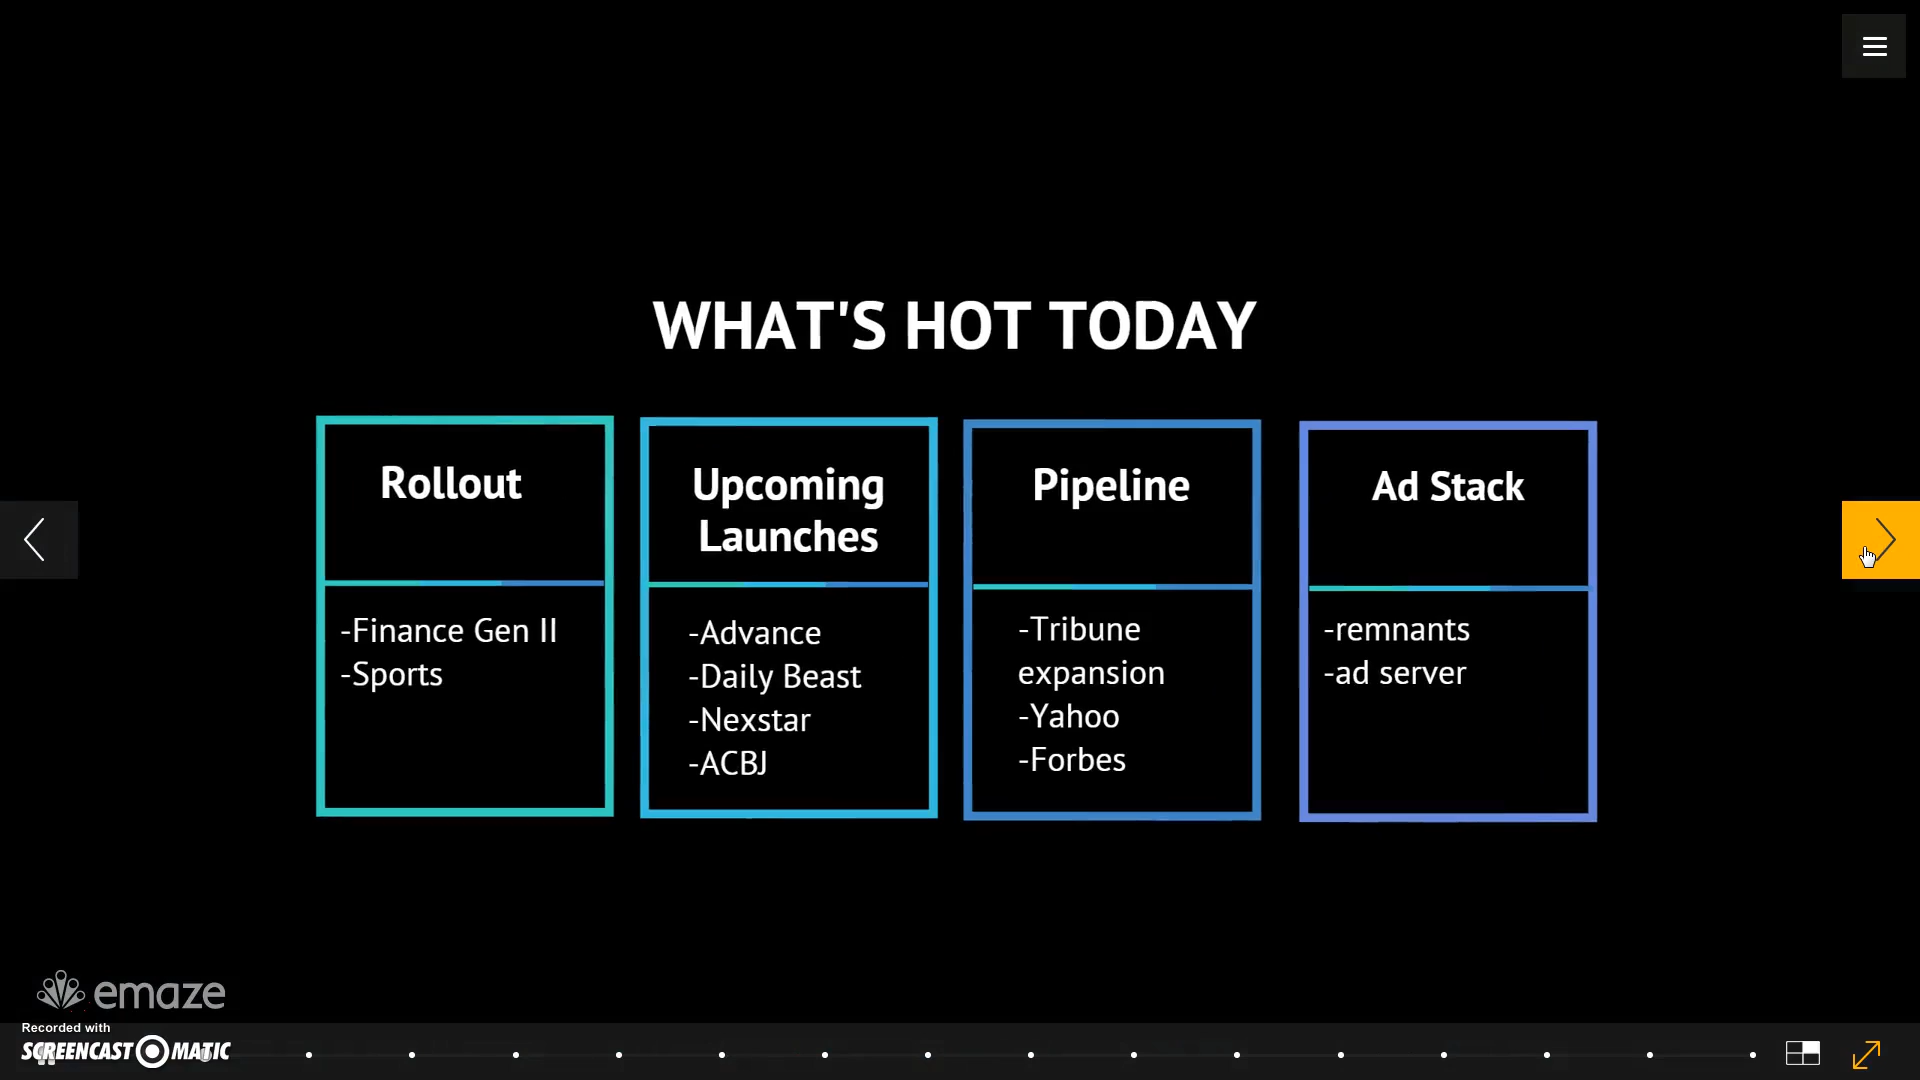 WHAT'S HOT TODAY
Rollout
-Finance Gen II
-Sports
Upcoming
Launches
-Advance
-Daily Beast
-Nexstar
-ACBJ
Pipeline
-Tribune
expansion
-Yahoo
-Forbes
Ad Stack
-remnants
-ad server
emaze
Recorded with
SCREENCAST MATIC